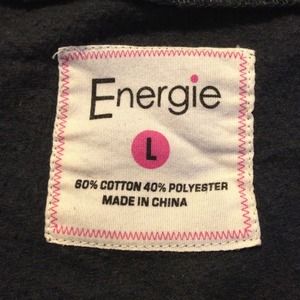 Energie
L
60% COTTON 40% POLYESTER
MADE IN CHINA